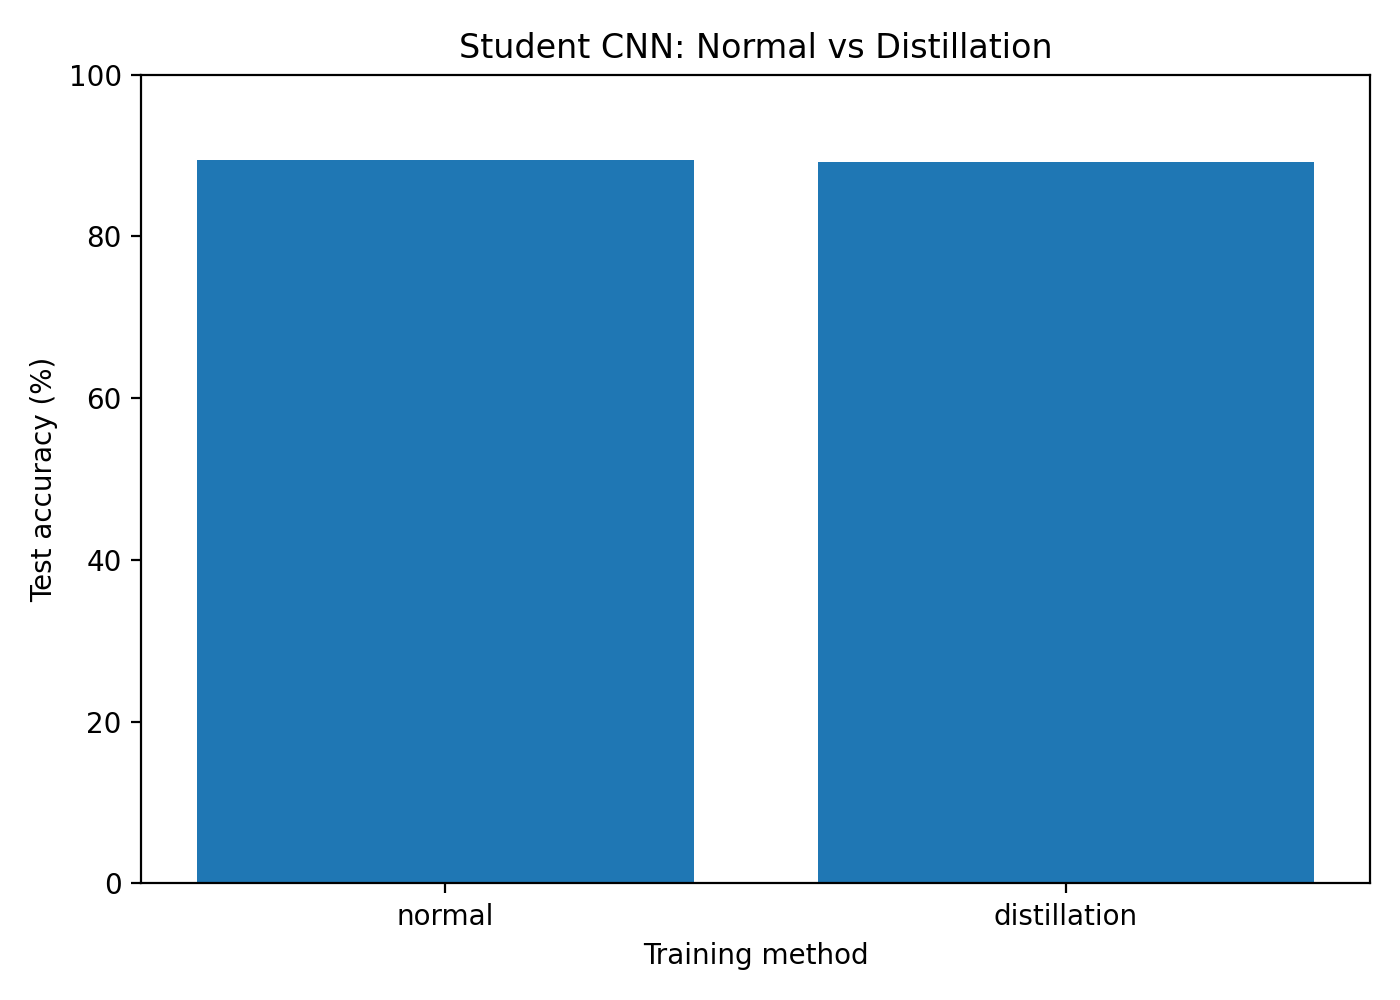 Student CNN: Normal vs Distillation
100
80
60
40
20
0
Test accuracy (%)
normal
distillation
Training method